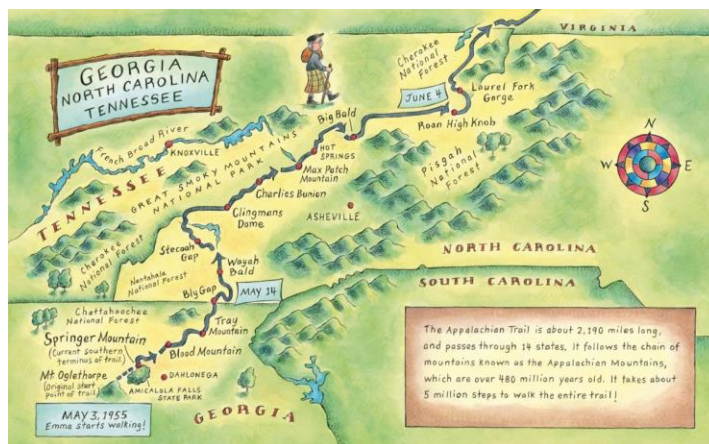 GEORGIA
NORTH CAROLINA
TENNESSEE
VIRGINIA
Cherokee
National
Forest
Laurel Fork
Gorge
JUNE 4
Roan High Knob
Big Bald
French Broad River
KNOXVILLE
HOT
SPRINGS
Max Patch
Mountain
Pisgah
National
Forest
N
W
E
S
TENNESSEE
GREAT SMOKY MOUNTAINS
NATIONAL PARK
Charlies Bunion
Clingmans
Dome
ASHEVILLE
Cherokee
National Forest
Stecoah
Gap
Wayah
Bald
Nantahala
National Forest
NORTH CAROLINA
SOUTH CAROLINA
Bly Gap
MAY 14
Chattahoochee
National Forest
Tray
Mountain
Springer Mountain
(Current southern
terminus of trail)
Blood Mountain
Mt. Oglethorpe
(Original start
point of trail)
DAHLONEGA
AMICALOLA FALLS
STATE PARK
GEORGIA
MAY 3, 1955
Emma starts walking!
The Appalachian Trail is about 2,190 miles long,
and passes through 14 states. It follows the chain of
mountains known as the Appalachian Mountains,
which are over 480 million years old. It takes about
5 million steps to walk the entire trail!